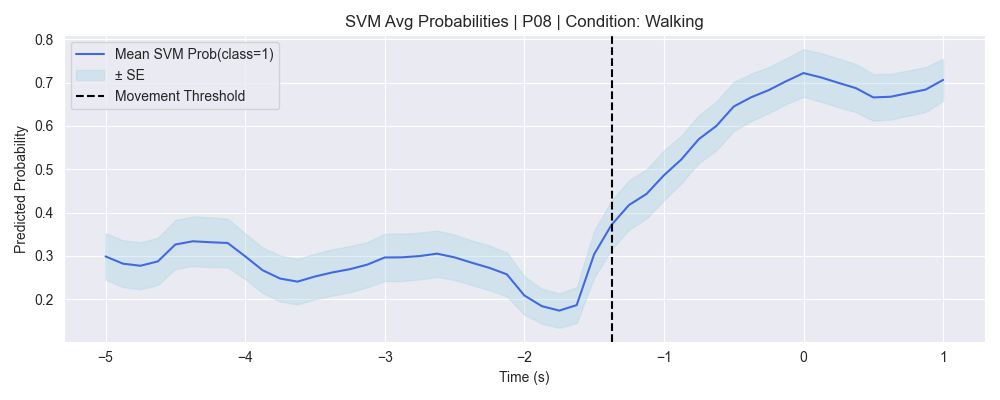 SVM Avg Probabilities | P08 | Condition: Walking
Mean SVM Prob(class=1)
± SE
Movement Threshold
Predicted Probability
0.8
0.7
0.6
0.5
0.4
0.3
0.2
−5
−4
−3
−2
−1
0
1
Time (s)